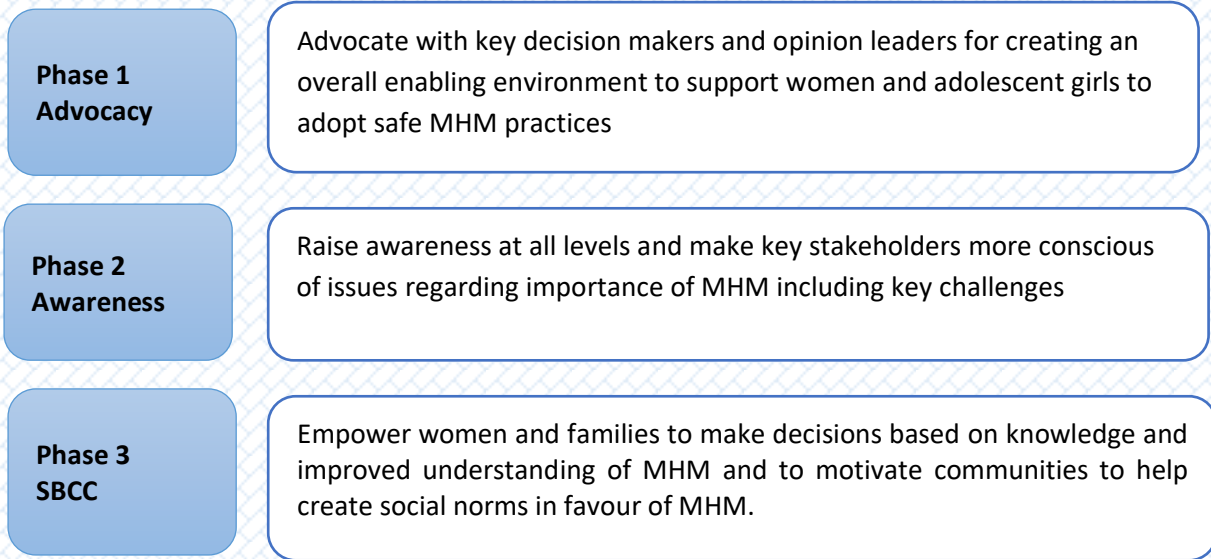 Phase 1
Advocacy
Advocate with key decision makers and opinion leaders for creating an
overall enabling environment to support women and adolescent girls to
adopt safe MHM practices
Phase 2
Awareness
Raise awareness at all levels and make key stakeholders more conscious
of issues regarding importance of MHM including key challenges
Phase 3
SBCC
Empower women and families to make decisions based on knowledge and
improved understanding of MHM and to motivate communities to help
create social norms in favour of MHM.